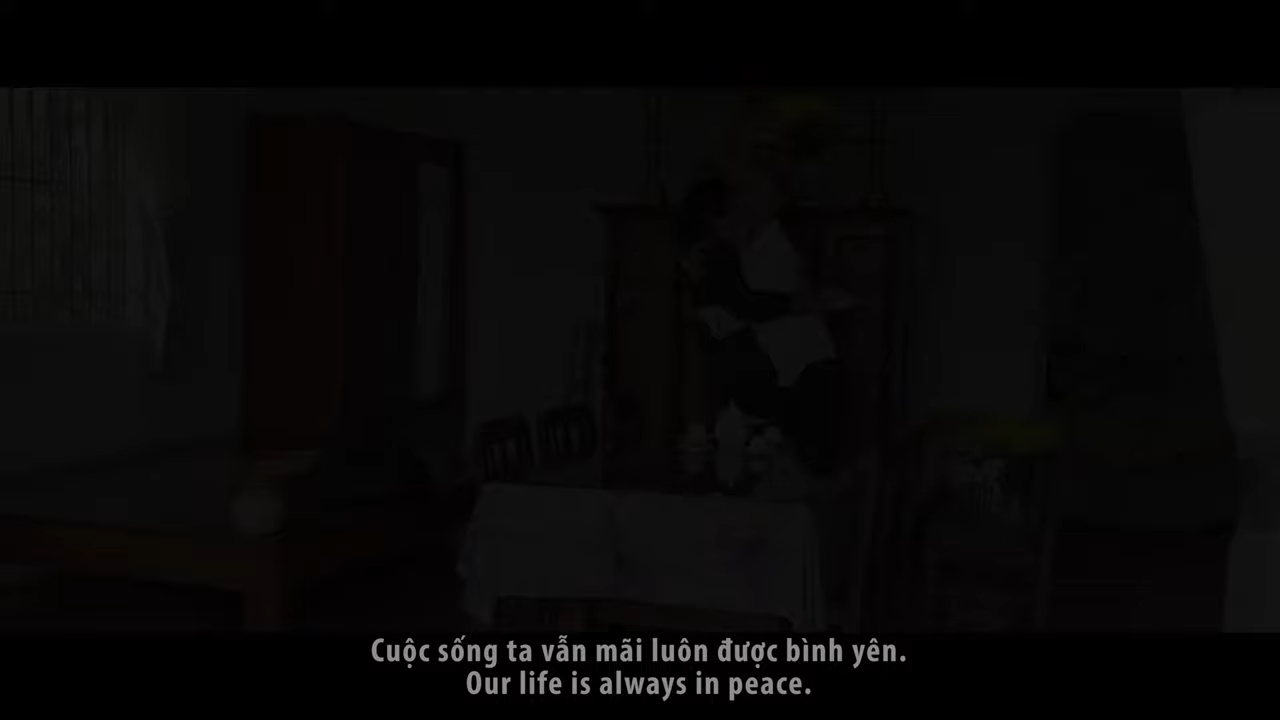 Cuộc sống ta vẫn mãi luôn được bình yên.
Our life is always in peace.